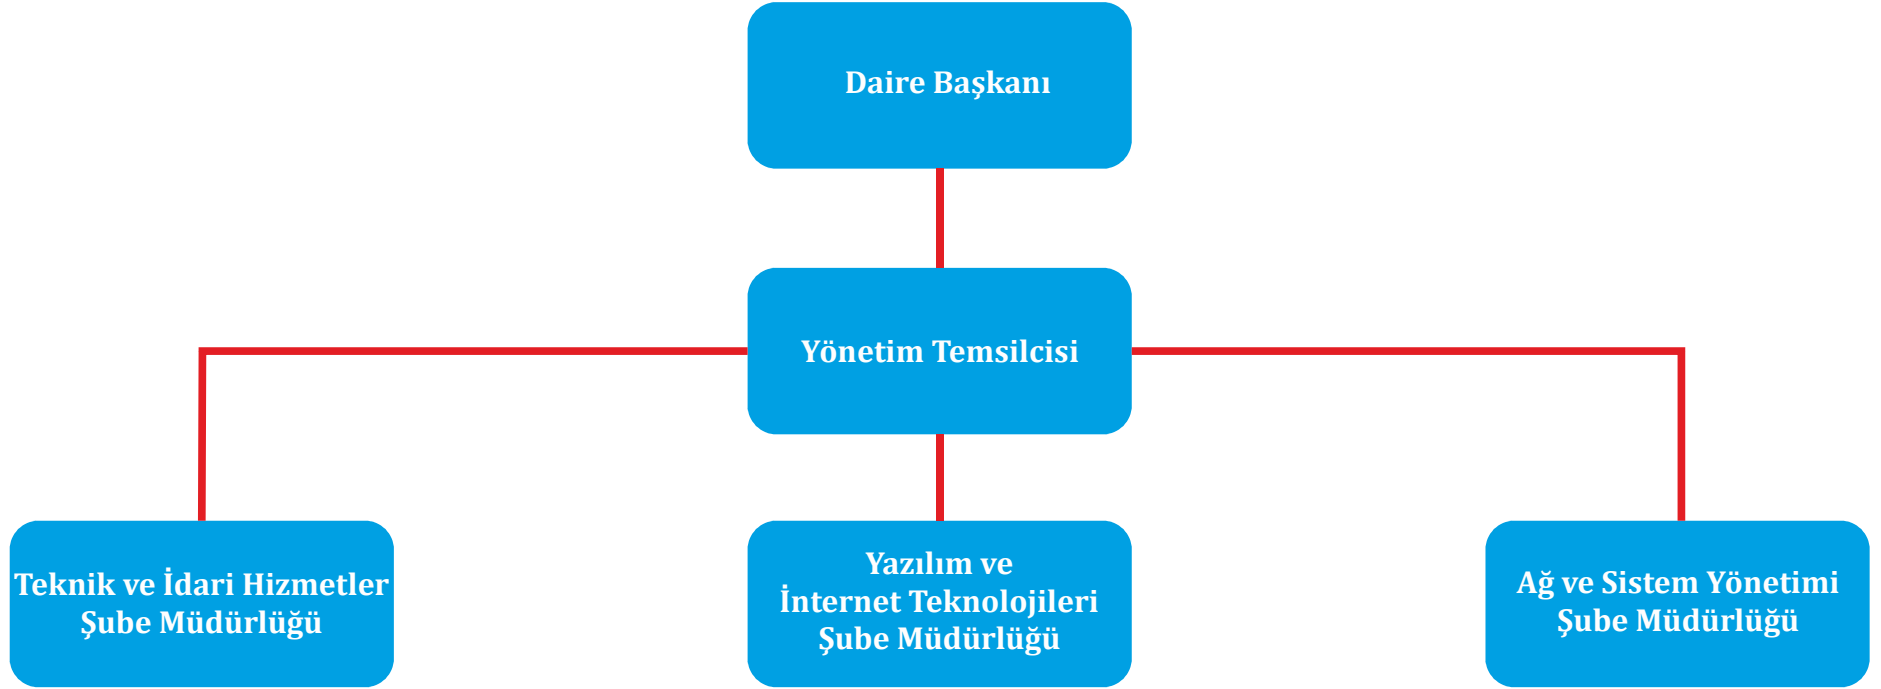 Daire Başkanı
Yönetim Temsilcisi
Teknik ve İdari Hizmetler
Şube Müdürlüğü
Yazılım ve
İnternet Teknolojileri
Şube Müdürlüğü
Ağ ve Sistem Yönetimi
Şube Müdürlüğü